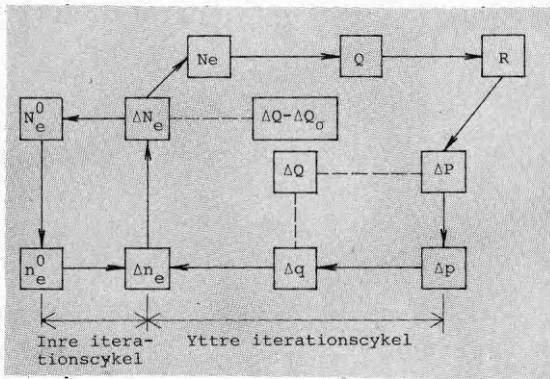 Ne Q R
N⁰ₑ ΔNₑ ΔQ-ΔQσ
ΔQ ΔP
n⁰ₑ Δnₑ Δq Δp
Inre itera- Yttre iterationscykel
tionscykel